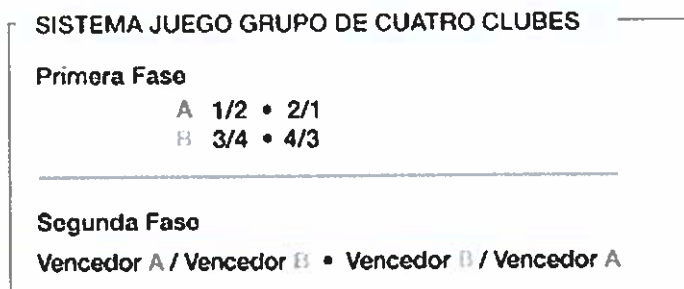 SISTEMA JUEGO GRUPO DE CUATRO CLUBES
Primera Fase
A 1/2 • 2/1
B 3/4 • 4/3
Segunda Fase
Vencedor A / Vencedor B • Vencedor B / Vencedor A